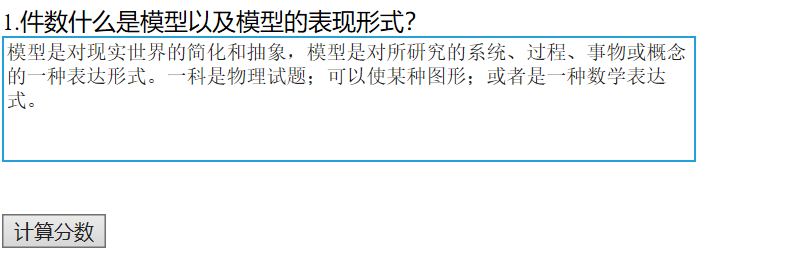 1.件数什么是模型以及模型的表现形式？
模型是对现实世界的简化和抽象，模型是对所研究的系统、过程、事物或概念
的一种表达形式。一科是物理试题；可以使某种图形；或者是一种数学表达
式。
计算分数